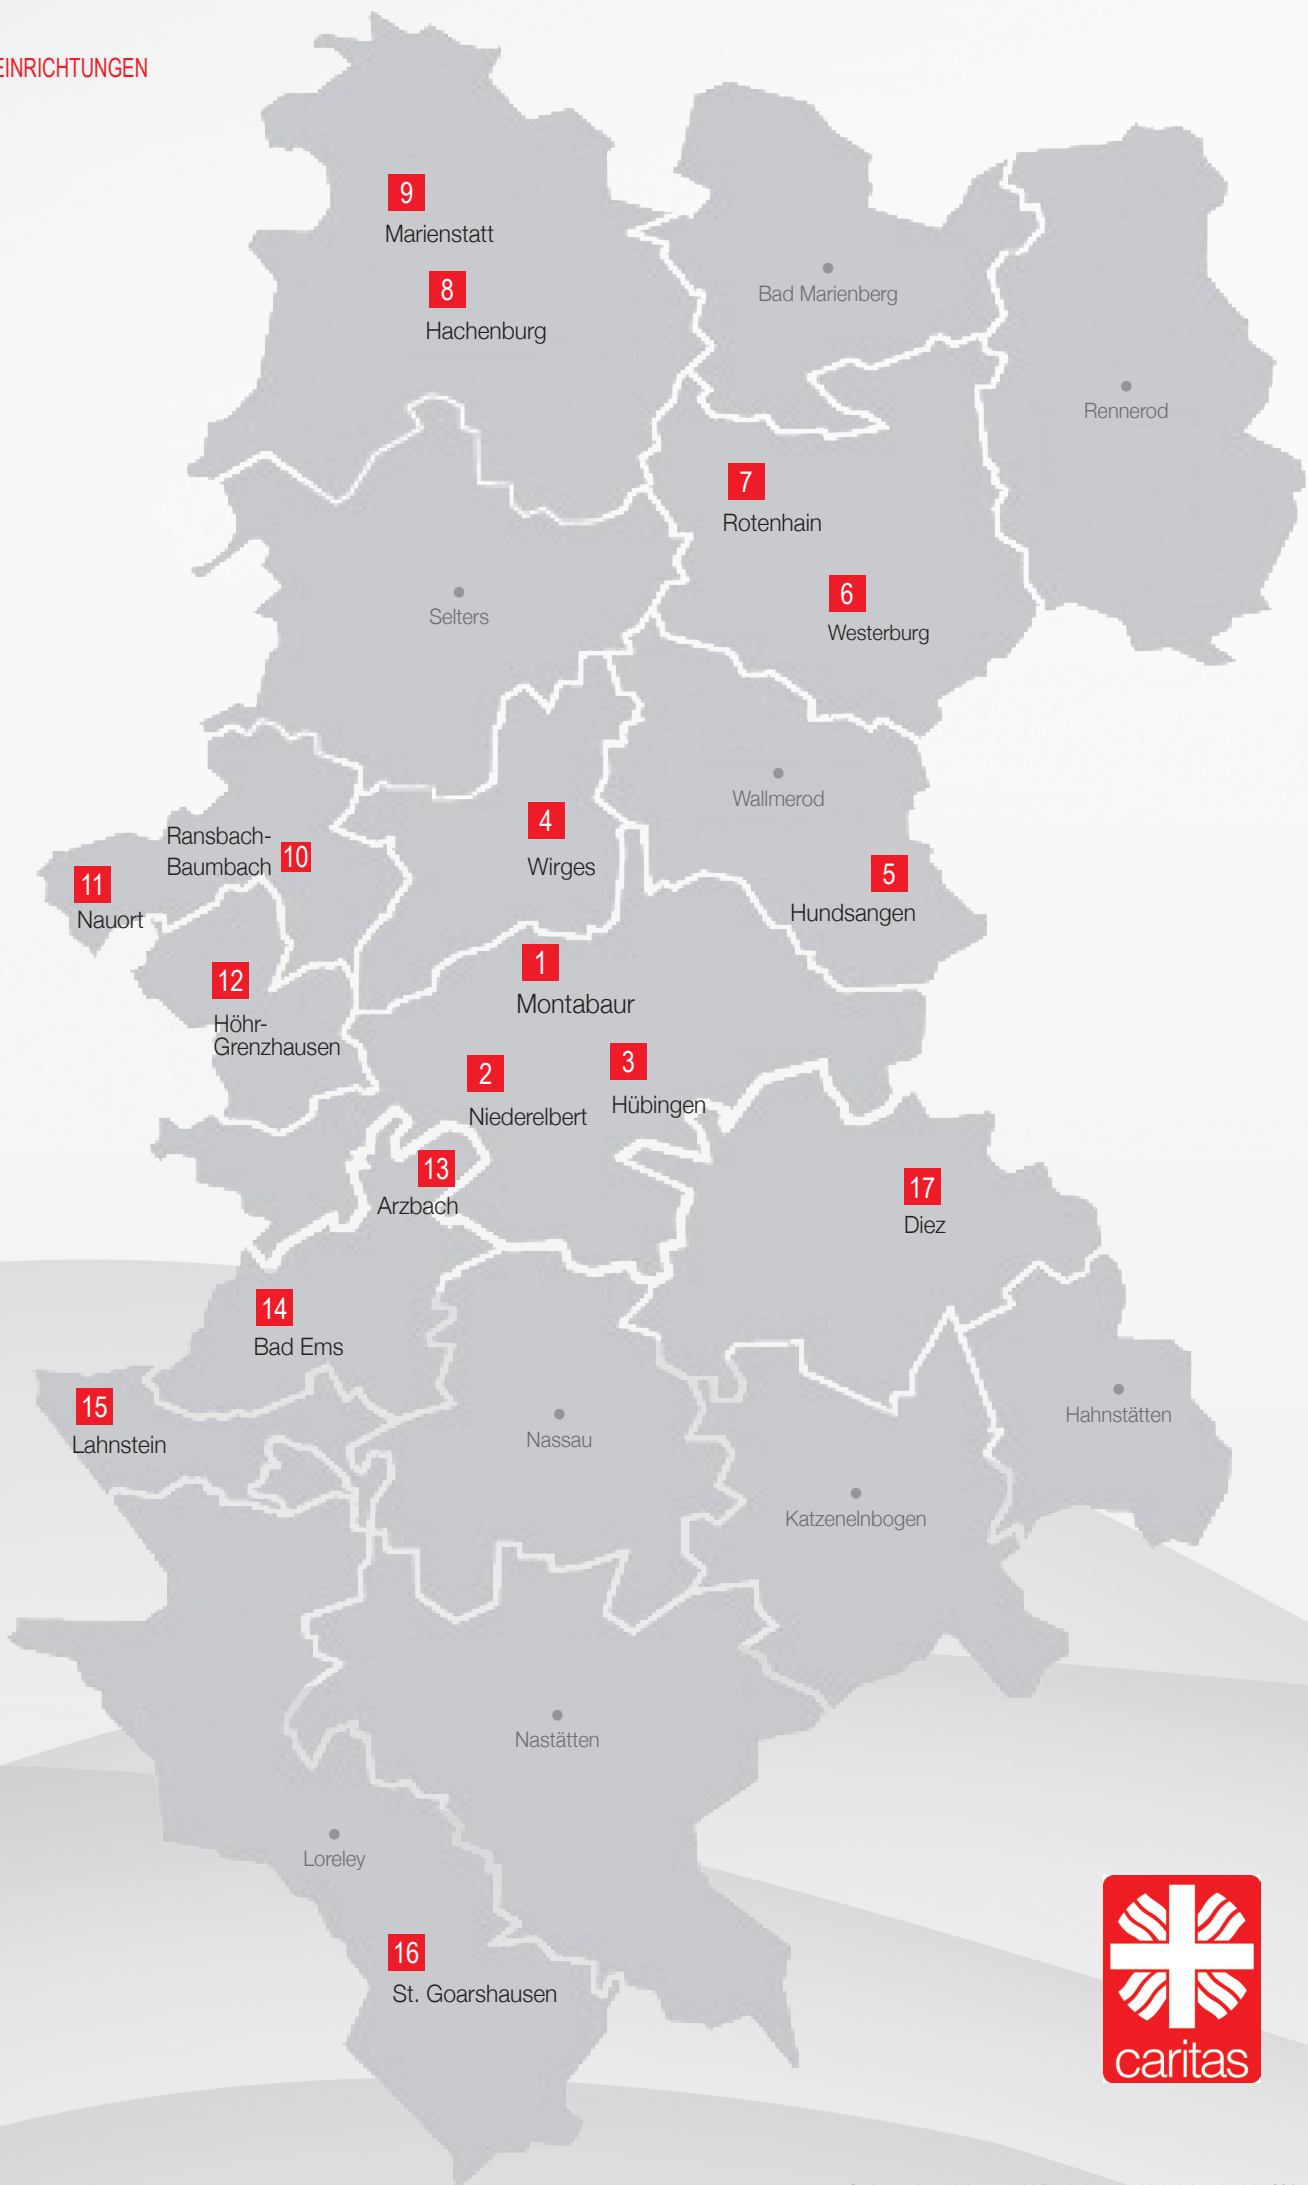 EINRICHTUNGEN
9
Marienstatt
8
Hachenburg
Bad Marienberg
Rennerod
7
Rotenhain
6
Westerburg
Selters
Wallmerod
4
Wirges
5
Hundsangen
Ransbach-
Baumbach 10
11
Nauort
12
Höhr-
Grenzhausen
1
Montabaur
2
Niederelbert
3
Hübingen
13
Arzbach
17
Diez
14
Bad Ems
15
Lahnstein
Nassau
Hahnstätten
Katzenelnbogen
Nastätten
Loreley
16
St. Goarshausen
caritas